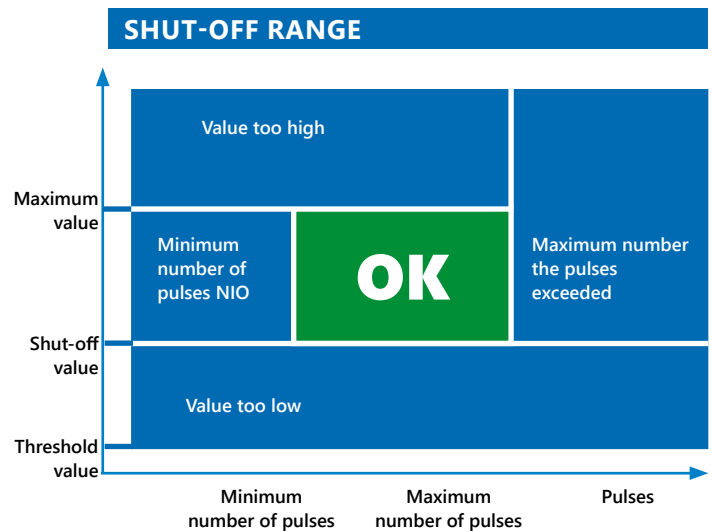 SHUT-OFF RANGE
Value too high
Maximum
value
Minimum
number of
pulses NIO
OK
Maximum number
the pulses
exceeded
Shut-off
value
Value too low
Threshold
value
Minimum
number of pulses
Maximum
number of pulses
Pulses